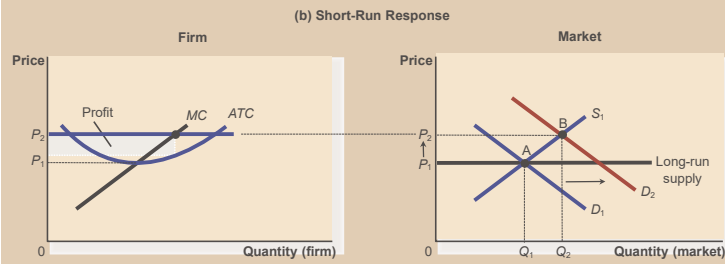 (b) Short-Run Response
Firm
Market
Price
Profit
MC
ATC
P2
P1
0
Quantity (firm)
Price
P2
P1
A
B
S1
Long-run
supply
D2
D1
0
Q1
Q2
Quantity (market)